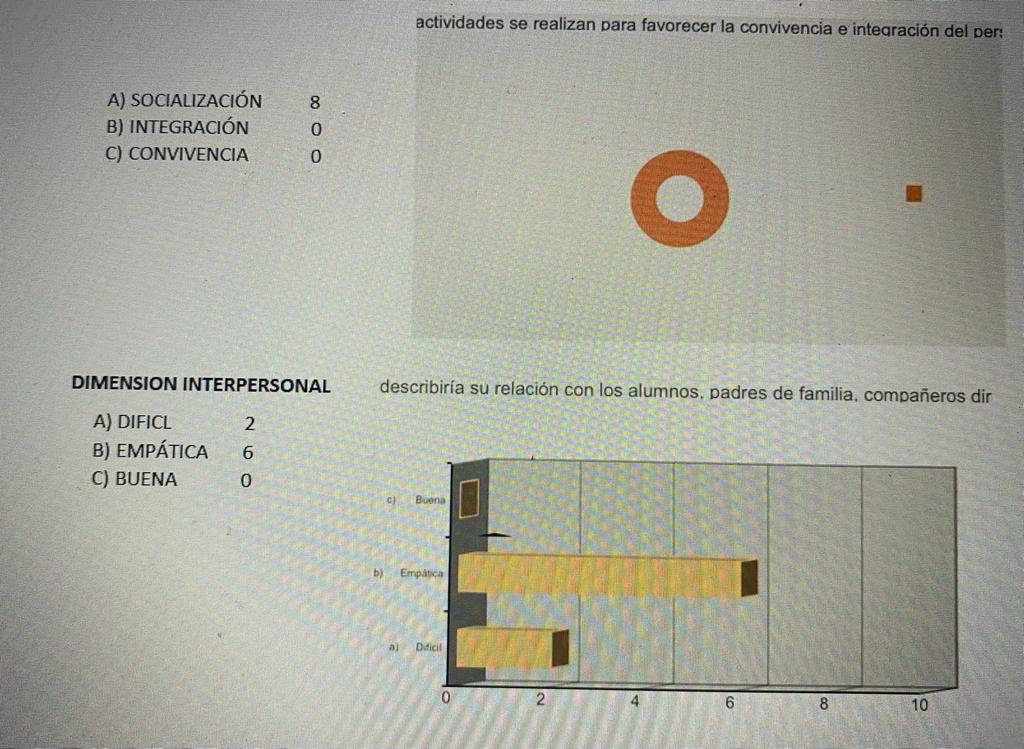 actividades se realizan para favorecer la convivencia e integración del pers
A) SOCIALIZACIÓN 8
B) INTEGRACIÓN 0
C) CONVIVENCIA 0
DIMENSION INTERPERSONAL
describiría su relación con los alumnos, padres de familia, compañeros dir
A) DIFICL 2
B) EMPÁTICA 6
C) BUENA 0
c) Buena
b) Empática
a) Dificil
0 2 4 6 8 10